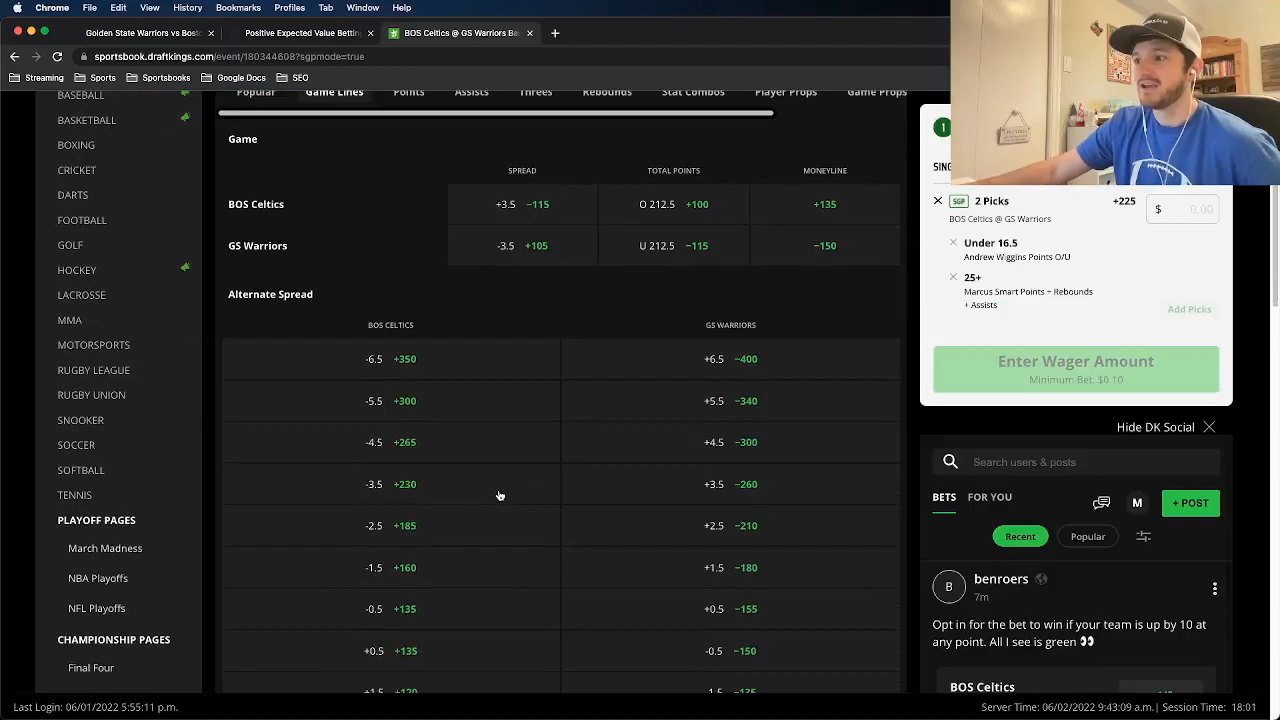 Chrome File Edit View History Bookmarks Profiles Tab Window Help
Golden State Warriors vs Bost × Positive Expected Value Bettin × BOS Celtics @ GS Warriors Be × +
sportsbook.draftkings.com/event/180344608?sgpmode=true
Streaming Sports Sportsbooks Google Docs SEO
BASEBALL
BASKETBALL
BOXING
CRICKET
DARTS
FOOTBALL
GOLF
HOCKEY
LACROSSE
MMA
MOTORSPORTS
RUGBY LEAGUE
RUGBY UNION
SNOOKER
SOCCER
SOFTBALL
TENNIS
PLAYOFF PAGES
March Madness
NBA Playoffs
NFL Playoffs
CHAMPIONSHIP PAGES
Final Four
Popular Game Lines Points Assists Threes Rebounds Stat Combos Player Props Game Props
Game
SPREAD TOTAL POINTS MONEYLINE
BOS Celtics +3.5 −115 O 212.5 +100 +135
GS Warriors -3.5 +105 U 212.5 −115 −150
Alternate Spread
BOS CELTICS GS WARRIORS
-6.5 +350 +6.5 −400
-5.5 +300 +5.5 −340
-4.5 +265 +4.5 −300
-3.5 +230 +3.5 −260
-2.5 +185 +2.5 −210
-1.5 +160 +1.5 −180
-0.5 +135 +0.5 −155
+0.5 +135 -0.5 −150
+1.5 +120 -1.5 −135
1
SGP 2 Picks +225 $ 0.00
BOS Celtics @ GS Warriors
Under 16.5
Andrew Wiggins Points O/U
25+
Marcus Smart Points + Rebounds
+ Assists
Add Picks
Enter Wager Amount
Minimum Bet: $0.10
Hide DK Social
Search users & posts
BETS FOR YOU M + POST
Recent Popular
B benroers
7m
Opt in for the bet to win if your team is up by 10 at
any point. All I see is green 👀
BOS Celtics
Last Login: 06/01/2022 5:55:11 p.m. Server Time: 06/02/2022 9:43:09 a.m. | Session Time: 18:01